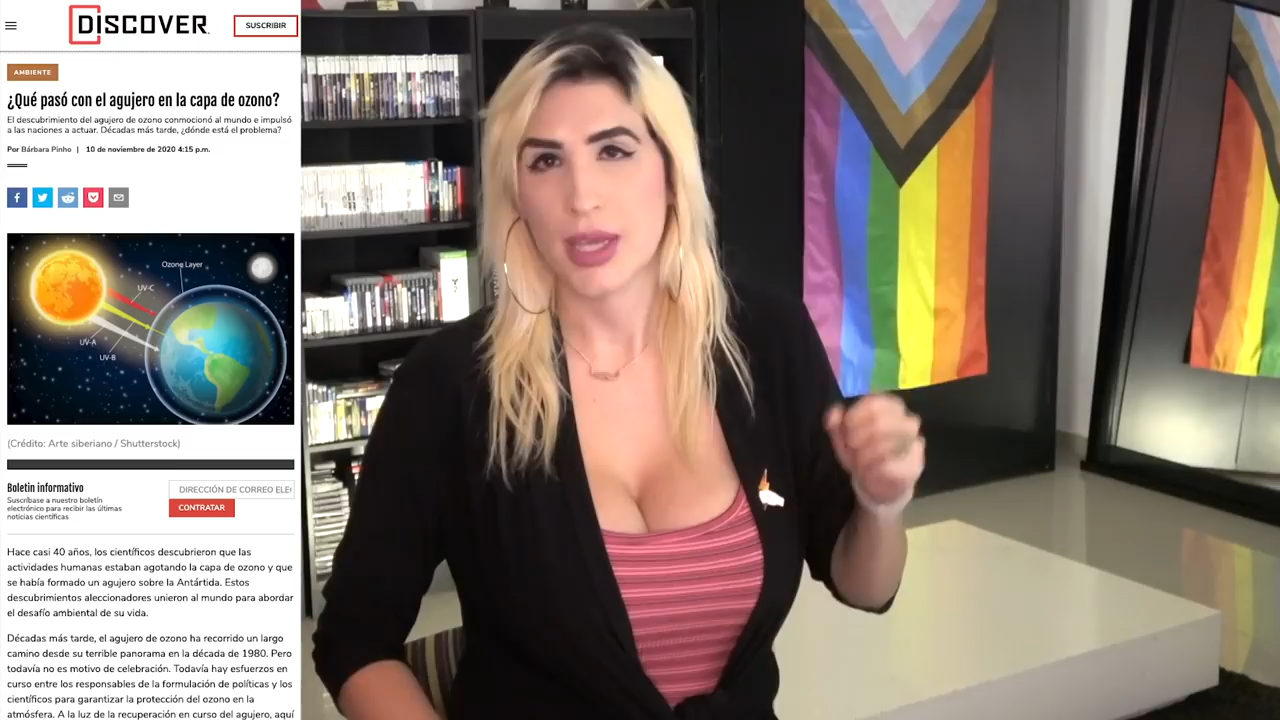 DISCOVER.
SUSCRIBIR
AMBIENTE
¿Qué pasó con el agujero en la capa de ozono?
El descubrimiento del agujero de ozono conmocionó al mundo e impulsó
a las naciones a actuar. Décadas más tarde, ¿dónde está el problema?
Por Bárbara Pinho | 10 de noviembre de 2020 4:15 p.m.
Ozone Layer
UV-C
UV-A
UV-B
(Crédito: Arte siberiano / Shutterstock)
Boletin informativo
Suscríbase a nuestro boletín
electrónico para recibir las últimas
noticias científicas
DIRECCIÓN DE CORREO ELE
CONTRATAR
Hace casi 40 años, los científicos descubrieron que las
actividades humanas estaban agotando la capa de ozono y que
se había formado un agujero sobre la Antártida. Estos
descubrimientos aleccionadores unieron al mundo para abordar
el desafío ambiental de su vida.
Décadas más tarde, el agujero de ozono ha recorrido un largo
camino desde su terrible panorama en la década de 1980. Pero
todavía no es motivo de celebración. Todavía hay esfuerzos en
curso entre los responsables de la formulación de políticas y los
científicos para garantizar la protección del ozono en la
atmósfera. A la luz de la recuperación en curso del agujero, aquí